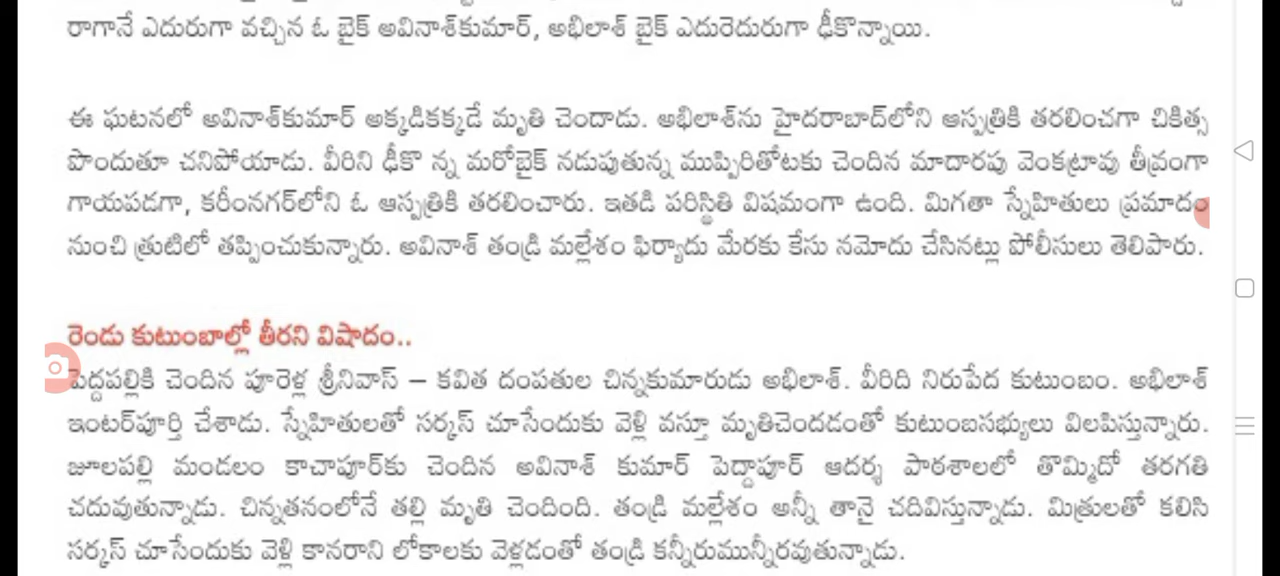 రాగానే ఎదురుగా వచ్చిన ఓ బైక్ అవినాశ్‌కుమార్, అభిలాశ్ బైక్ ఎదురెదురుగా ఢీకొన్నాయి.
ఈ ఘటనలో అవినాశ్‌కుమార్ అక్కడికక్కడే మృతి చెందాడు. అభిలాశ్‌ను హైదరాబాద్‌లోని ఆస్పత్రికి తరలించగా చికిత్స
పొందుతూ చనిపోయాడు. వీరిని ఢీకొ న్న మరోబైక్ నడుపుతున్న ముప్పిరితోటకు చెందిన మాదారపు వెంకట్రావు తీవ్రంగా
గాయపడగా, కరీంనగర్‌లోని ఓ ఆస్పత్రికి తరలించారు. ఇతడి పరిస్థితి విషమంగా ఉంది. మిగతా స్నేహితులు ప్రమాదం
నుంచి త్రుటిలో తప్పించుకున్నారు. అవినాశ్ తండ్రి మల్లేశం ఫిర్యాదు మేరకు కేసు నమోదు చేసినట్లు పోలీసులు తెలిపారు.
రెండు కుటుంబాల్లో తీరని విషాదం..
పెద్దపల్లికి చెందిన పూరెళ్ల శ్రీనివాస్ – కవిత దంపతుల చిన్నకుమారుడు అభిలాశ్. వీరిది నిరుపేద కుటుంబం. అభిలాశ్
ఇంటర్‌పూర్తి చేశాడు. స్నేహితులతో సర్కస్ చూసేందుకు వెళ్లి వస్తూ మృతిచెందడంతో కుటుంబసభ్యులు విలపిస్తున్నారు.
జూలపల్లి మండలం కాచాపూర్‌కు చెందిన అవినాశ్ కుమార్ పెద్దాపూర్ ఆదర్శ పాఠశాలలో తొమ్మిదో తరగతి
చదువుతున్నాడు. చిన్నతనంలోనే తల్లి మృతి చెందింది. తండ్రి మల్లేశం అన్నీ తానై చదివిస్తున్నాడు. మిత్రులతో కలిసి
సర్కస్ చూసేందుకు వెళ్లి కానరాని లోకాలకు వెళ్లడంతో తండ్రి కన్నీరుమున్నీరవుతున్నాడు.